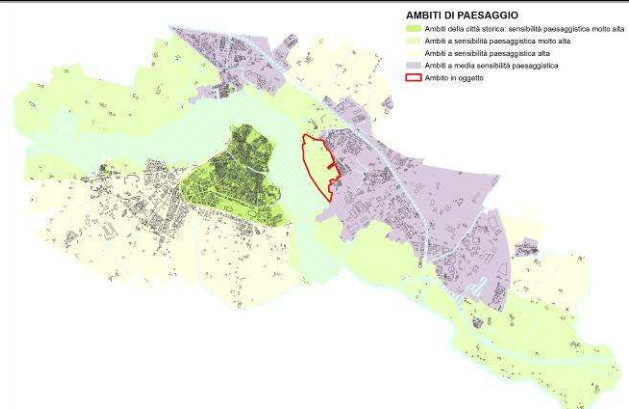 AMBITI DI PAESAGGIO
Ambiti della città storica: sensibilità paesaggistica molto alta
Ambiti a sensibilità paesaggistica molto alta
Ambiti a sensibilità paesaggistica alta
Ambiti a media sensibilità paesaggistica
Ambito in oggetto